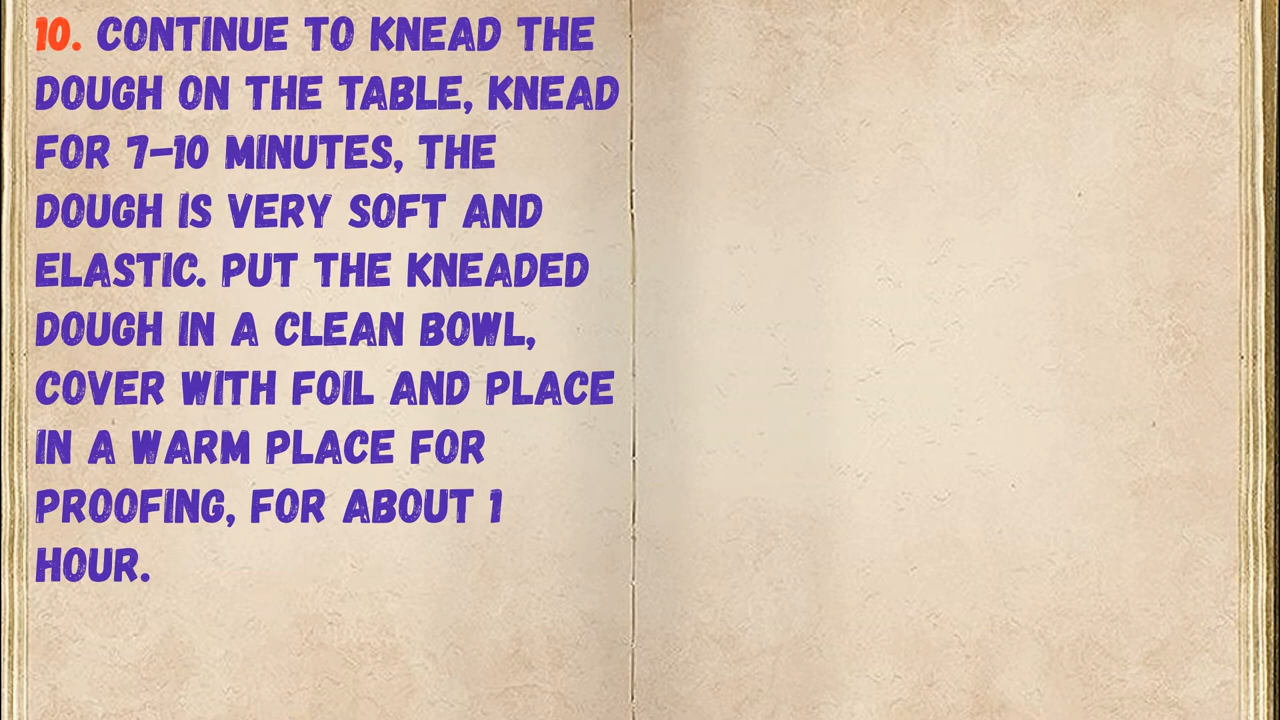 10. CONTINUE TO KNEAD THE
DOUGH ON THE TABLE, KNEAD
FOR 7-10 MINUTES, THE
DOUGH IS VERY SOFT AND
ELASTIC. PUT THE KNEADED
DOUGH IN A CLEAN BOWL,
COVER WITH FOIL AND PLACE
IN A WARM PLACE FOR
PROOFING, FOR ABOUT 1
HOUR.